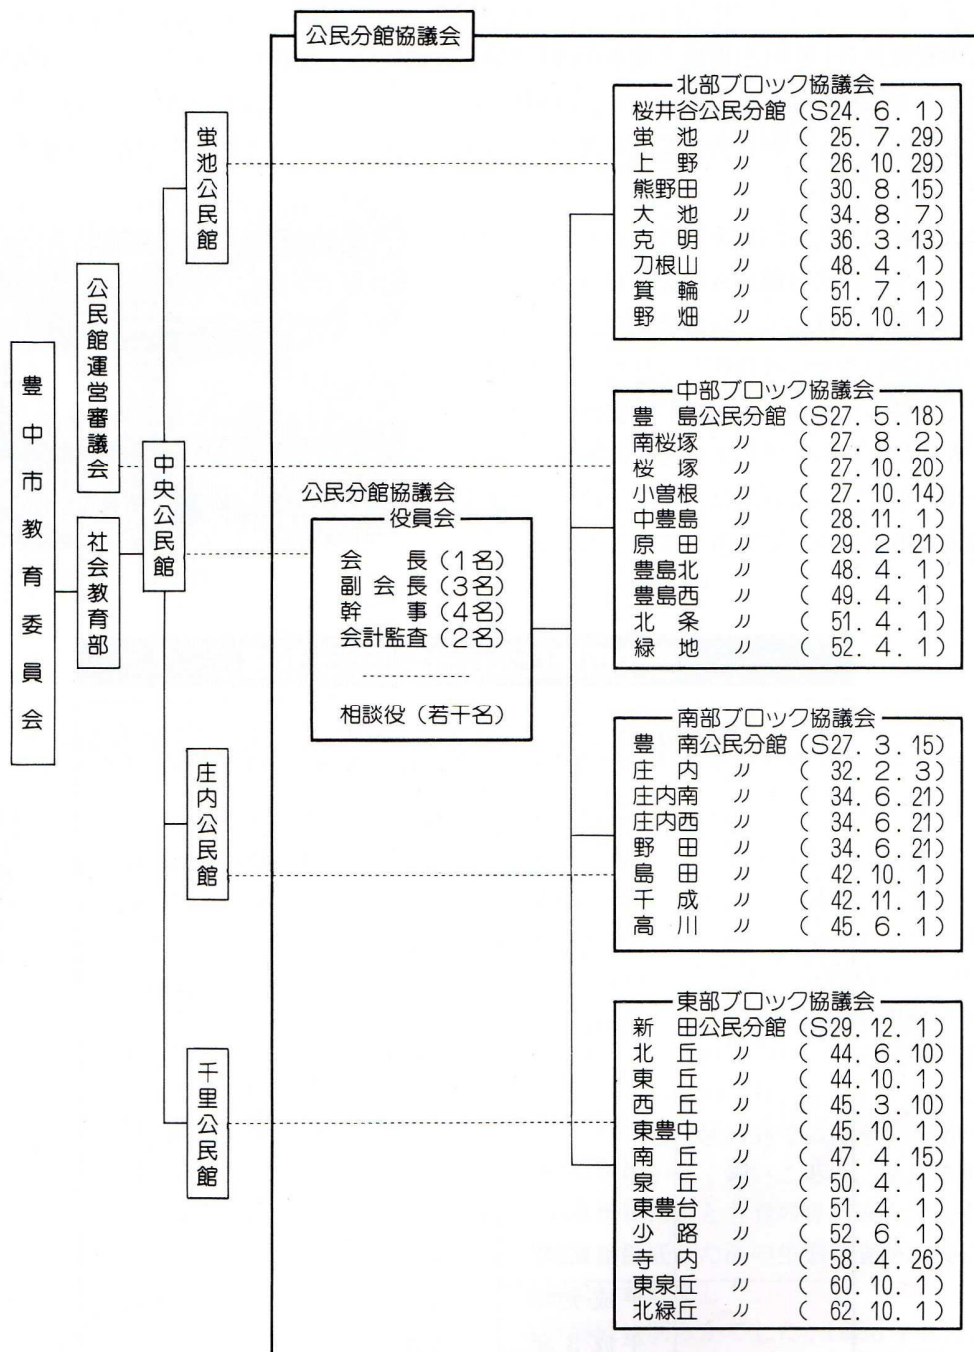 公民分館協議会
豊中市教育委員会
公民館運営審議会
社会教育部
中央公民館
蛍池公民館
庄内公民館
千里公民館
公民分館協議会
役員会
会長(1名)
副会長(3名)
幹事(4名)
会計監査(2名)
相談役(若干名)
北部ブロック協議会
桜井谷公民分館(S24.6.1)
蛍池 〃 (25.7.29)
上野 〃 (26.10.29)
熊野田 〃 (30.8.15)
大池 〃 (34.8.7)
克明 〃 (36.3.13)
刀根山 〃 (48.4.1)
箕輪 〃 (51.7.1)
野畑 〃 (55.10.1)
中部ブロック協議会
豊島公民分館(S27.5.18)
南桜塚 〃 (27.8.2)
桜塚 〃 (27.10.20)
小曽根 〃 (27.10.14)
中豊島 〃 (28.11.1)
原田 〃 (29.2.21)
豊島北 〃 (48.4.1)
豊島西 〃 (49.4.1)
北条 〃 (51.4.1)
緑地 〃 (52.4.1)
南部ブロック協議会
豊南公民分館(S27.3.15)
庄内 〃 (32.2.3)
庄内南 〃 (34.6.21)
庄内西 〃 (34.6.21)
野田 〃 (34.6.21)
島田 〃 (42.10.1)
千成 〃 (42.11.1)
高川 〃 (45.6.1)
東部ブロック協議会
新田公民分館(S29.12.1)
北丘 〃 (44.6.10)
東丘 〃 (44.10.1)
西丘 〃 (45.3.10)
東豊中 〃 (45.10.1)
南丘 〃 (47.4.15)
泉丘 〃 (50.4.1)
東豊台 〃 (51.4.1)
少路 〃 (52.6.1)
寺内 〃 (58.4.26)
東泉丘 〃 (60.10.1)
北緑丘 〃 (62.10.1)